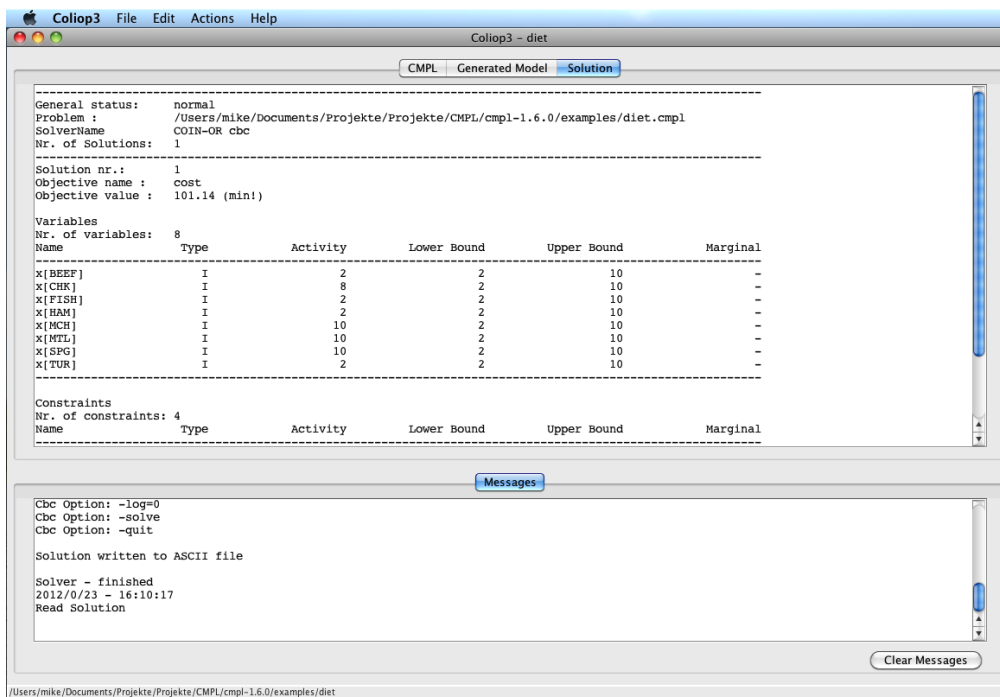 Coliop3 File Edit Actions Help
Coliop3 – diet
CMPL Generated Model Solution
--------------------------------------------------------------------------------
General status: normal
Problem : /Users/mike/Documents/Projekte/Projekte/CMPL/cmpl-1.6.0/examples/diet.cmpl
SolverName COIN-OR cbc
Nr. of Solutions: 1
--------------------------------------------------------------------------------
Solution nr.: 1
Objective name : cost
Objective value : 101.14 (min!)
Variables
Nr. of variables: 8
Name Type Activity Lower Bound Upper Bound Marginal
--------------------------------------------------------------------------------
x[BEEF] I 2 2 10 -
x[CHK] I 8 2 10 -
x[FISH] I 2 2 10 -
x[HAM] I 2 2 10 -
x[MCH] I 10 2 10 -
x[MTL] I 10 2 10 -
x[SPG] I 10 2 10 -
x[TUR] I 2 2 10 -
--------------------------------------------------------------------------------
Constraints
Nr. of constraints: 4
Name Type Activity Lower Bound Upper Bound Marginal
--------------------------------------------------------------------------------
Messages
Cbc Option: -log=0
Cbc Option: -solve
Cbc Option: -quit
Solution written to ASCII file
Solver - finished
2012/0/23 - 16:10:17
Read Solution
Clear Messages
/Users/mike/Documents/Projekte/Projekte/CMPL/cmpl-1.6.0/examples/diet